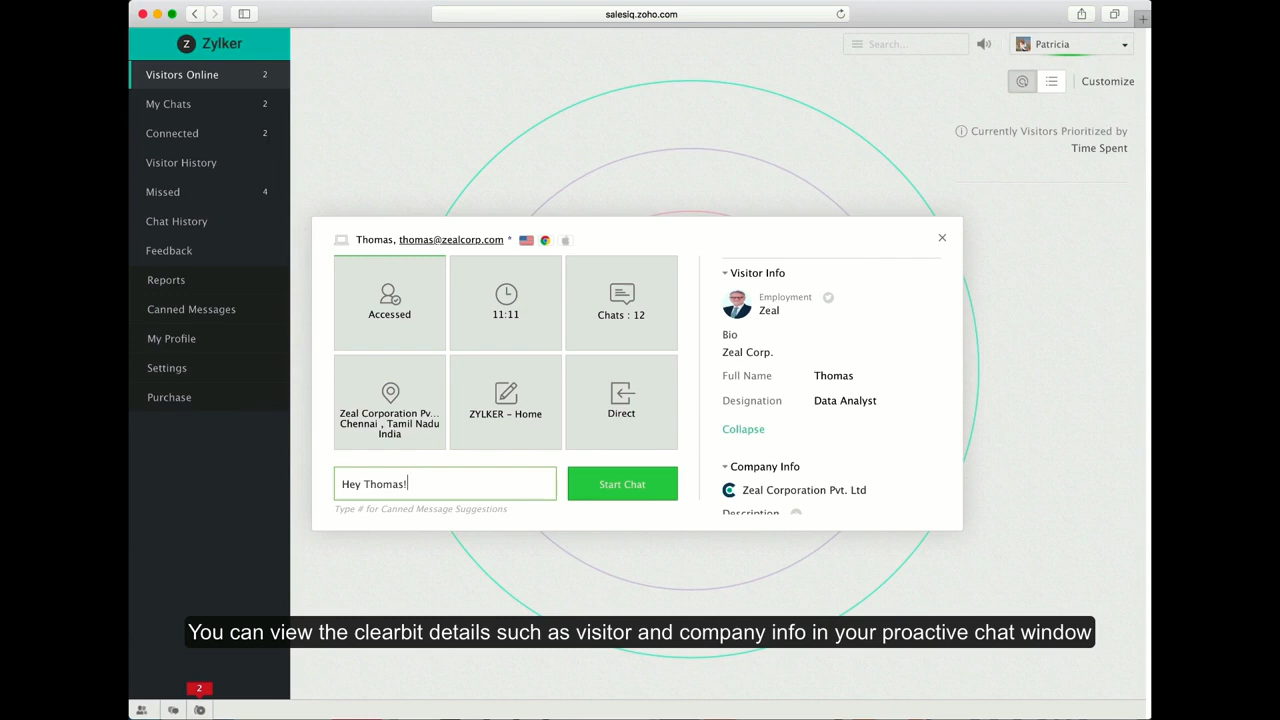 salesiq.zoho.com
Z Zylker
Search...
Patricia
Visitors Online 2
My Chats 2
Connected 2
Visitor History
Missed 4
Chat History
Feedback
Reports
Canned Messages
My Profile
Settings
Purchase
Customize
Currently Visitors Prioritized by
Time Spent
Thomas, thomas@zealcorp.com *
Accessed
11:11
Chats : 12
Zeal Corporation Pv...
Chennai , Tamil Nadu
India
ZYLKER - Home
Direct
Hey Thomas!
Start Chat
Type # for Canned Message Suggestions
Visitor Info
Employment
Zeal
Bio
Zeal Corp.
Full Name Thomas
Designation Data Analyst
Collapse
Company Info
Zeal Corporation Pvt. Ltd
Description
You can view the clearbit details such as visitor and company info in your proactive chat window
2